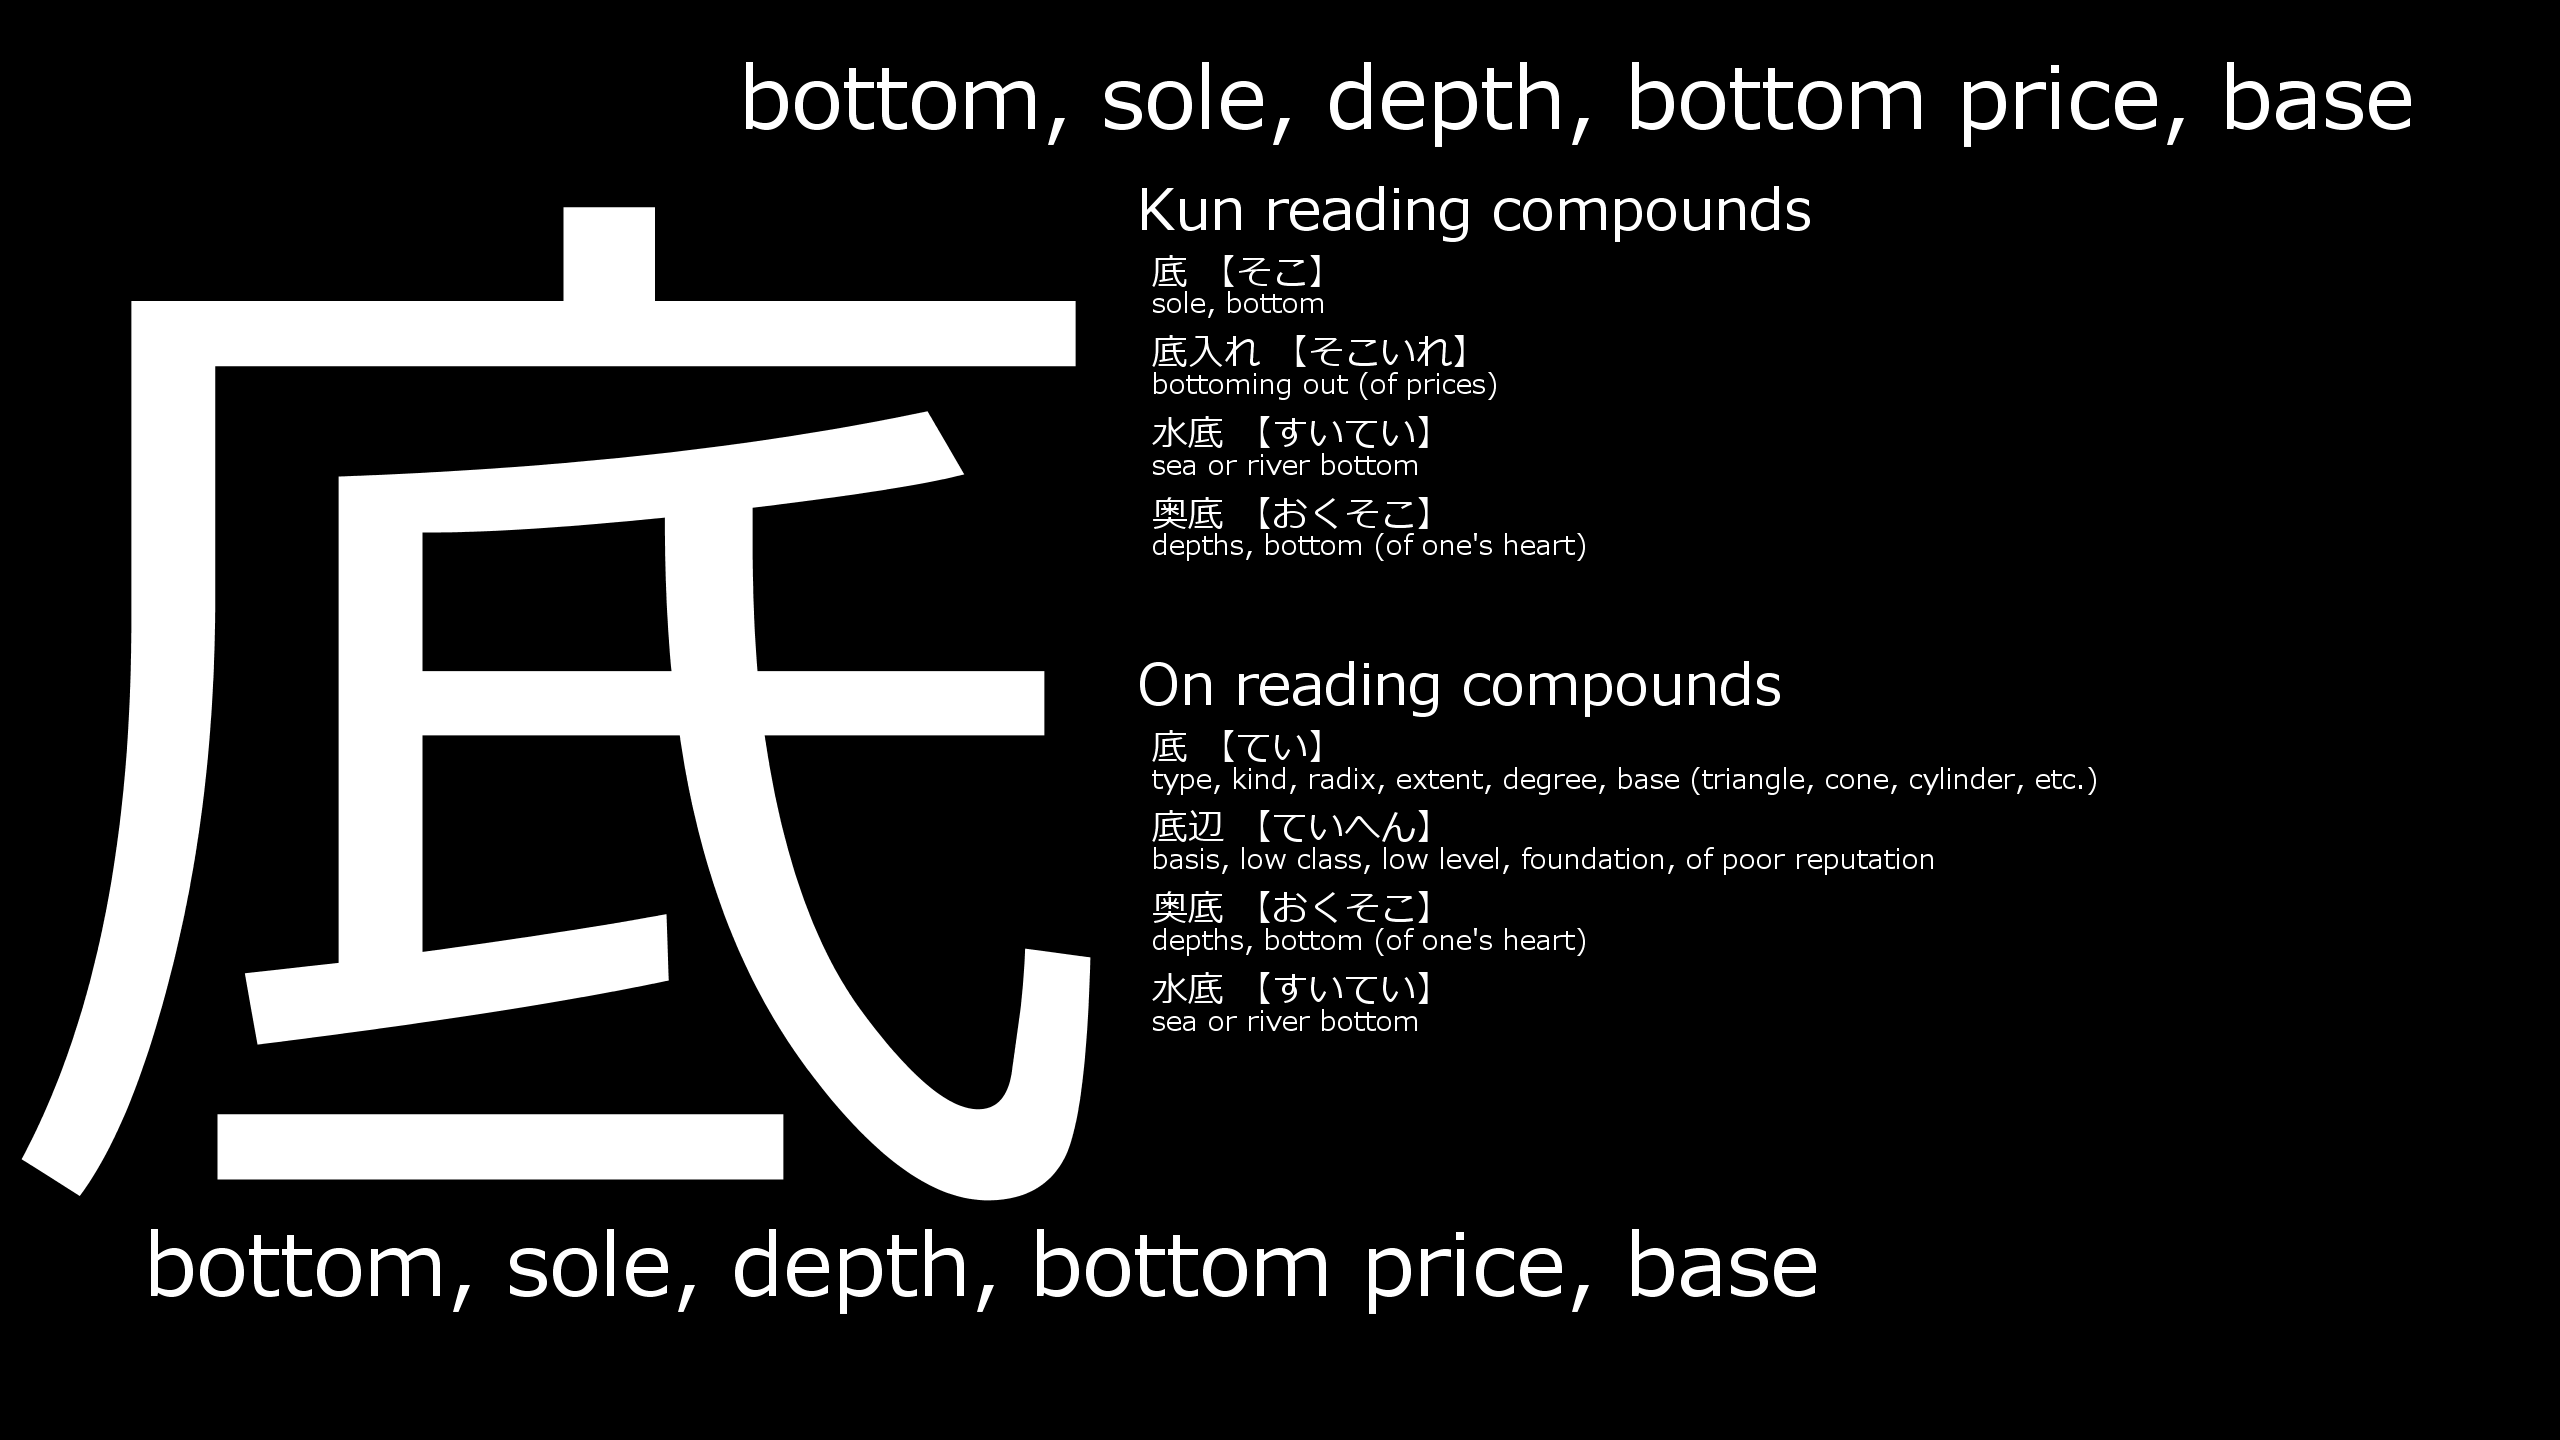 bottom, sole, depth, bottom price, base
底
Kun reading compounds
底 【そこ】
sole, bottom
底入れ 【そこいれ】
bottoming out (of prices)
水底 【すいてい】
sea or river bottom
奥底 【おくそこ】
depths, bottom (of one's heart)
On reading compounds
底 【てい】
type, kind, radix, extent, degree, base (triangle, cone, cylinder, etc.)
底辺 【ていへん】
basis, low class, low level, foundation, of poor reputation
奥底 【おくそこ】
depths, bottom (of one's heart)
水底 【すいてい】
sea or river bottom
bottom, sole, depth, bottom price, base